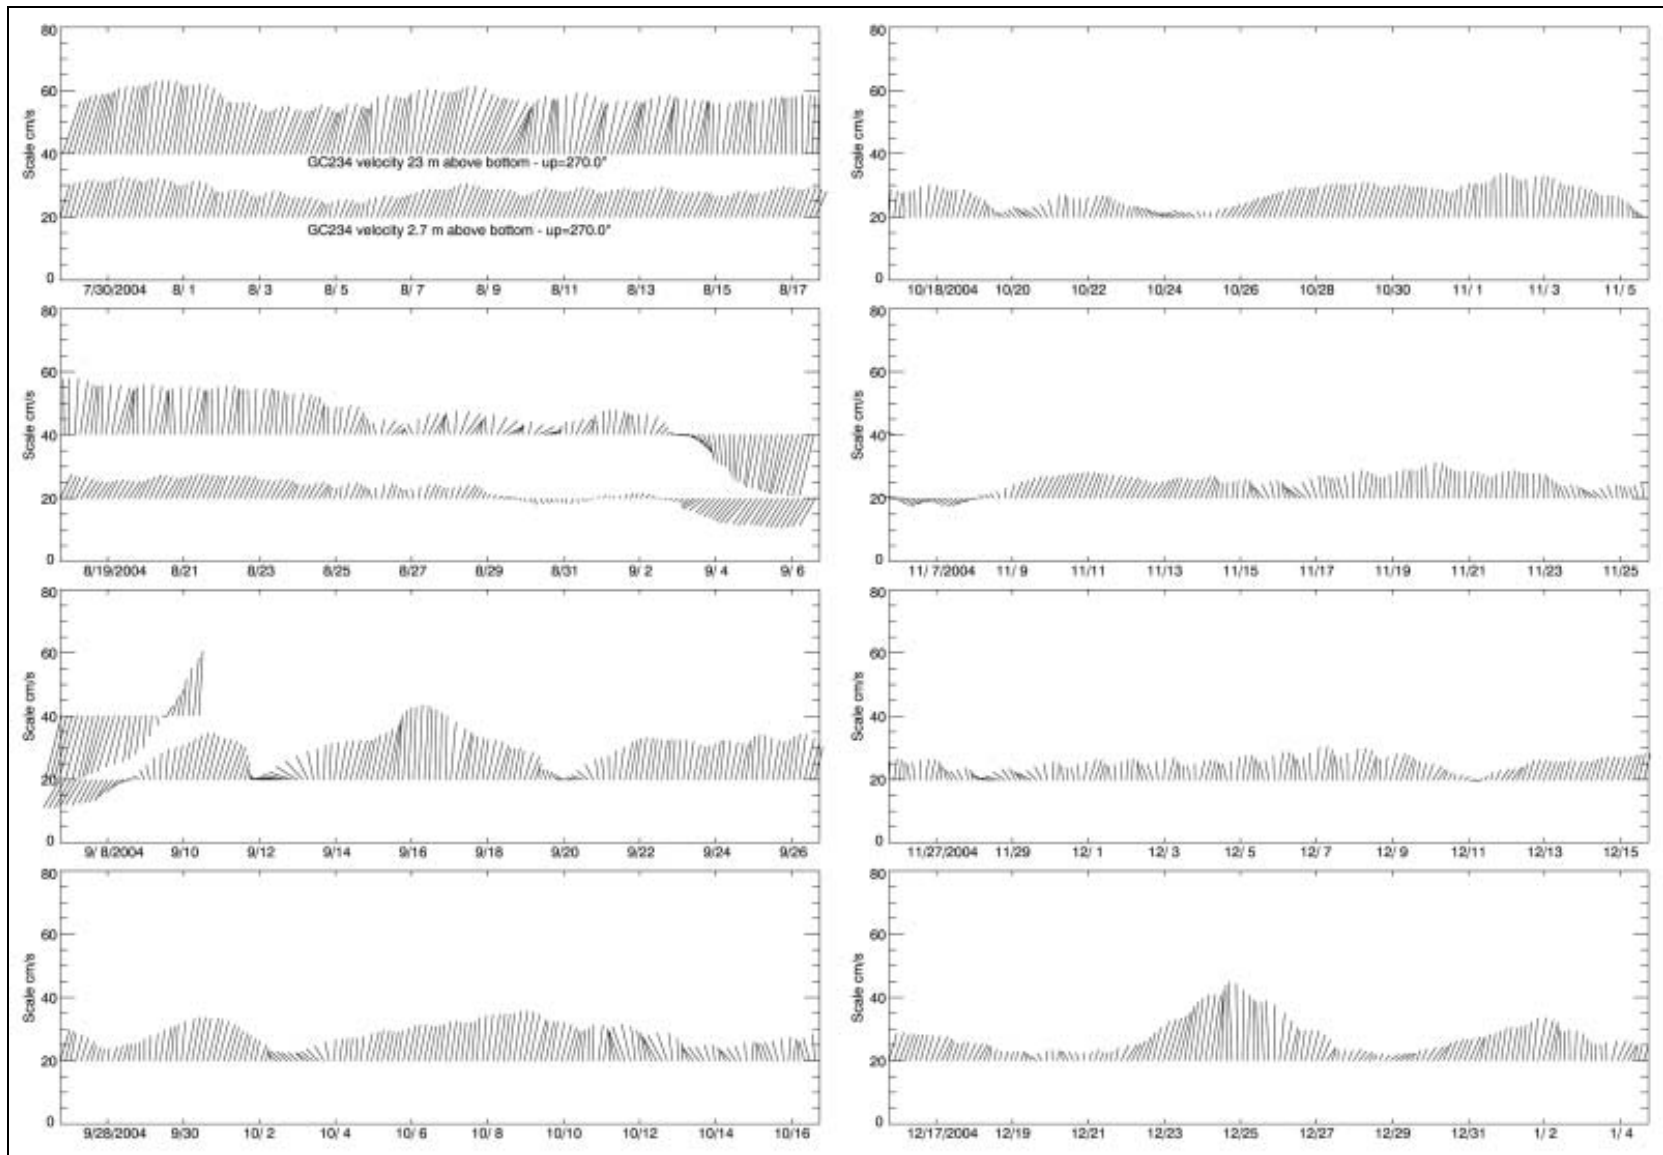 80
60
40
20
0
Scale cm/s
GC234 velocity 23 m above bottom - up=270.0°
GC234 velocity 2.7 m above bottom - up=270.0°
7/30/2004 8/ 1 8/ 3 8/ 5 8/ 7 8/ 9 8/11 8/13 8/15 8/17
80
60
40
20
0
Scale cm/s
10/18/2004 10/20 10/22 10/24 10/26 10/28 10/30 11/ 1 11/ 3 11/ 5
80
60
40
20
0
Scale cm/s
8/19/2004 8/21 8/23 8/25 8/27 8/29 8/31 9/ 2 9/ 4 9/ 6
80
60
40
20
0
Scale cm/s
11/ 7/2004 11/ 9 11/11 11/13 11/15 11/17 11/19 11/21 11/23 11/25
80
60
40
20
0
Scale cm/s
9/ 8/2004 9/10 9/12 9/14 9/16 9/18 9/20 9/22 9/24 9/26
80
60
40
20
0
Scale cm/s
11/27/2004 11/29 12/ 1 12/ 3 12/ 5 12/ 7 12/ 9 12/11 12/13 12/15
80
60
40
20
0
Scale cm/s
9/28/2004 9/30 10/ 2 10/ 4 10/ 6 10/ 8 10/10 10/12 10/14 10/16
80
60
40
20
0
Scale cm/s
12/17/2004 12/19 12/21 12/23 12/25 12/27 12/29 12/31 1/ 2 1/ 4